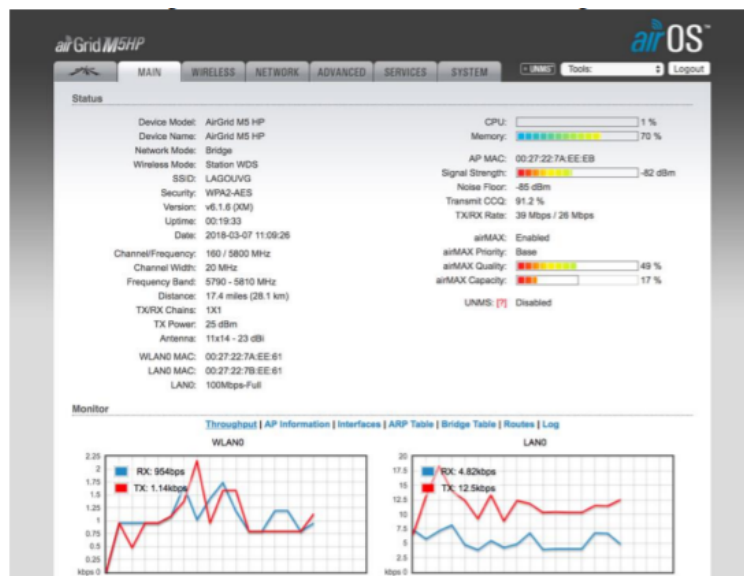 airGrid M5HP
airOS™
MAIN WIRELESS NETWORK ADVANCED SERVICES SYSTEM UNMS Tools: Logout
Status
Device Model: AirGrid M5 HP
Device Name: AirGrid M5 HP
Network Mode: Bridge
Wireless Mode: Station WDS
SSID: LAGOUVG
Security: WPA2-AES
Version: v6.1.6 (XM)
Uptime: 00:19:33
Date: 2018-03-07 11:09:26
Channel/Frequency: 160 / 5800 MHz
Channel Width: 20 MHz
Frequency Band: 5790 - 5810 MHz
Distance: 17.4 miles (28.1 km)
TX/RX Chains: 1X1
TX Power: 25 dBm
Antenna: 11x14 - 23 dBi
WLAN0 MAC: 00:27:22:7A:EE:61
LAN0 MAC: 00:27:22:7B:EE:61
LAN0: 100Mbps-Full
CPU: 1 %
Memory: 70 %
AP MAC: 00:27:22:7A:EE:EB
Signal Strength: -82 dBm
Noise Floor: -85 dBm
Transmit CCQ: 91.2 %
TX/RX Rate: 39 Mbps / 26 Mbps
airMAX: Enabled
airMAX Priority: Base
airMAX Quality: 49 %
airMAX Capacity: 17 %
UNMS: [?] Disabled
Monitor
Throughput | AP Information | Interfaces | ARP Table | Bridge Table | Routes | Log
WLAN0
2.25
2
1.75
1.5
1.25
1
0.75
0.5
0.25
kbps 0
RX: 954bps
TX: 1.14kbps
LAN0
20
17.5
15
12.5
10
7.5
5
2.5
kbps 0
RX: 4.82kbps
TX: 12.5kbps